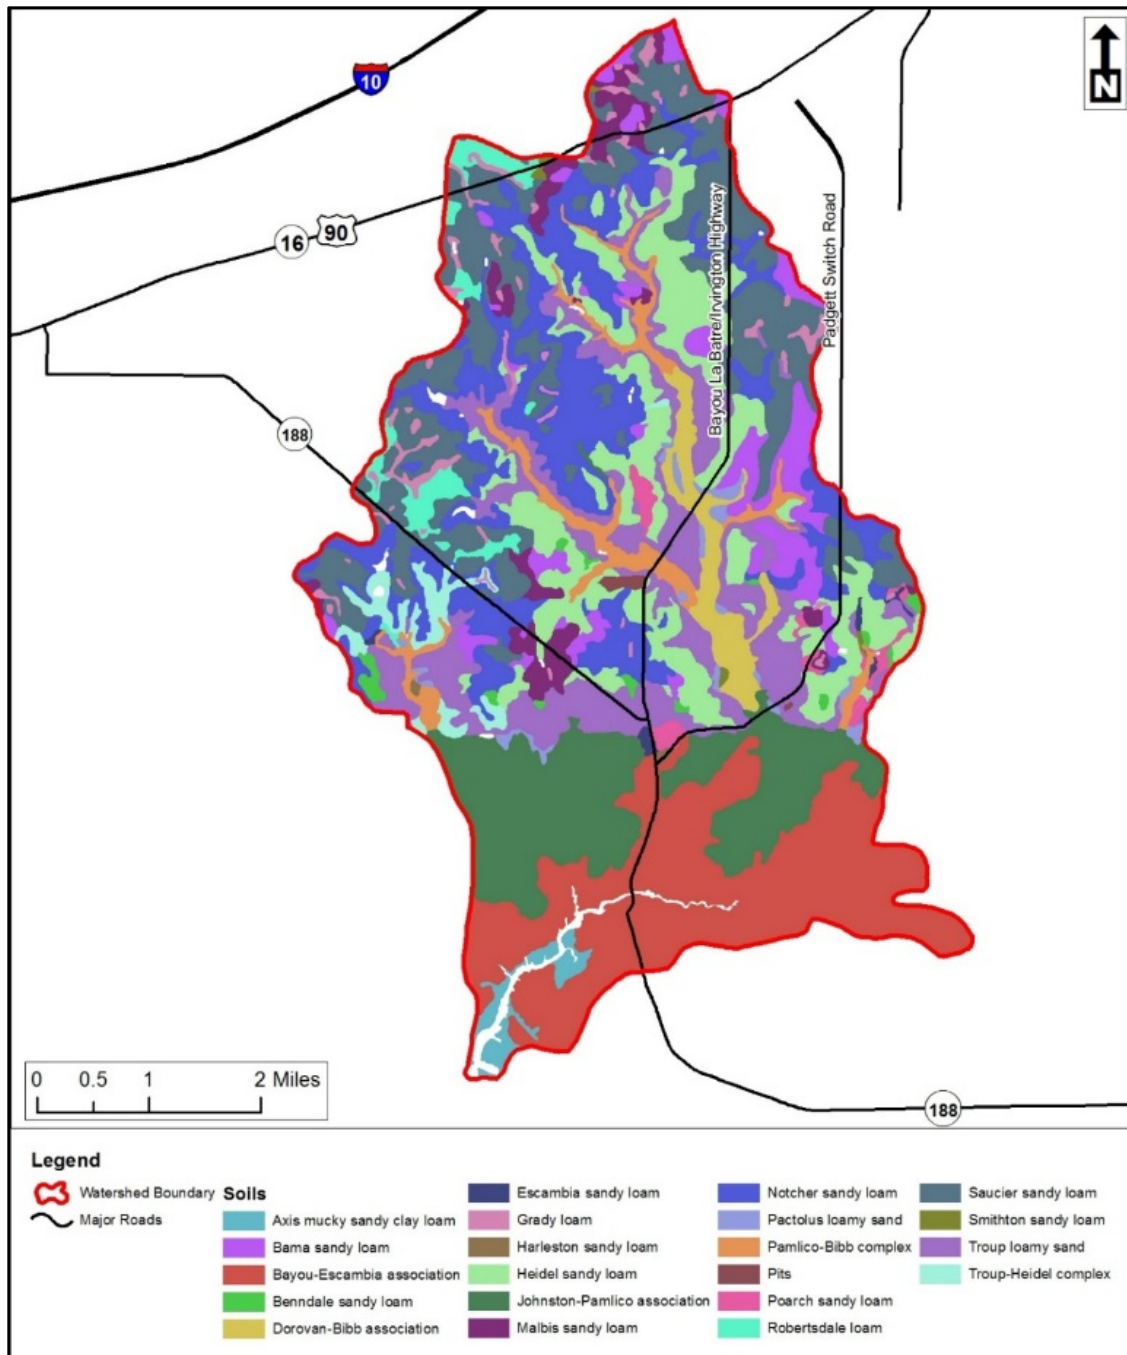 N
10
90
16
Bayou La Batre/Irvington Highway
Padgett Switch Road
188
0 0.5 1 2 Miles
188
Legend
Watershed Boundary
Major Roads
Soils
Axis mucky sandy clay loam
Bama sandy loam
Bayou-Escambia association
Benndale sandy loam
Dorovan-Bibb association
Escambia sandy loam
Grady loam
Harleston sandy loam
Heidel sandy loam
Johnston-Pamlico association
Malbis sandy loam
Notcher sandy loam
Pactolus loamy sand
Pamlico-Bibb complex
Pits
Poarch sandy loam
Robertsdale loam
Saucier sandy loam
Smithton sandy loam
Troup loamy sand
Troup-Heidel complex